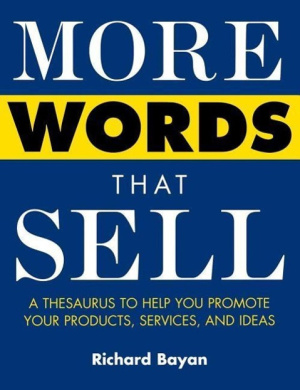 MORE
WORDS
THAT
SELL
A THESAURUS TO HELP YOU PROMOTE
YOUR PRODUCTS, SERVICES, AND IDEAS
Richard Bayan